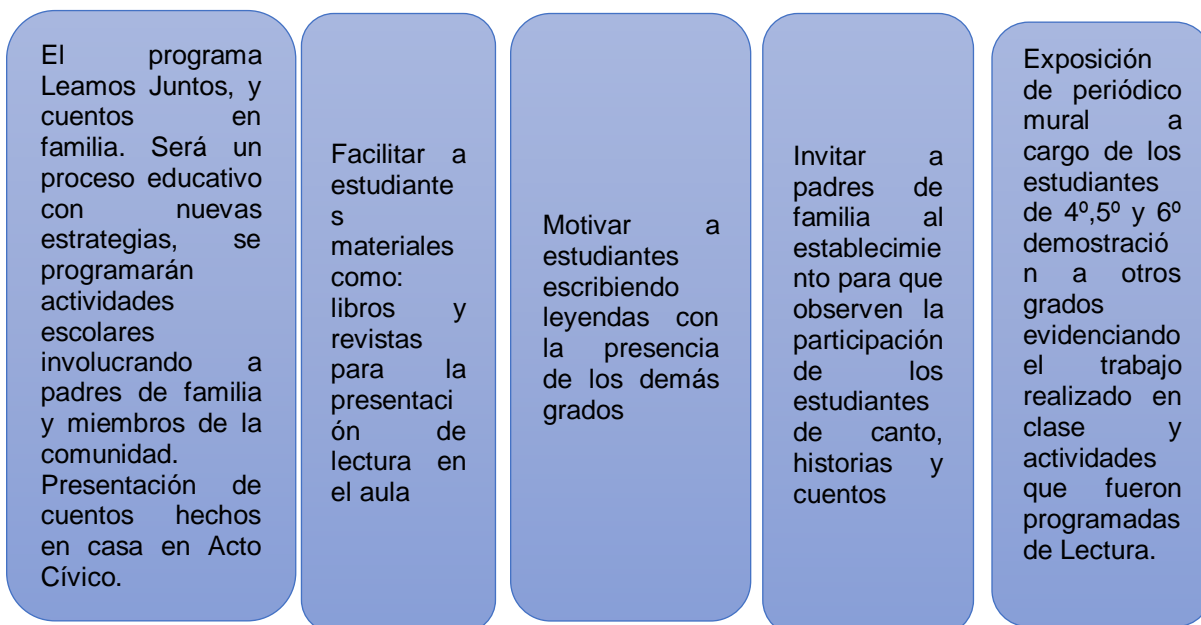 El programa
Leamos Juntos, y
cuentos en
familia. Será un
proceso educativo
con nuevas
estrategias, se
programarán
actividades
escolares
involucrando a
padres de familia
y miembros de la
comunidad.
Presentación de
cuentos hechos
en casa en Acto
Cívico.
Facilitar a
estudiante
s
materiales
como:
libros y
revistas
para la
presentaci
ón de
lectura en
el aula
Motivar a
estudiantes
escribiendo
leyendas con
la presencia
de los demás
grados
Invitar a
padres de
familia al
establecimie
nto para que
observen la
participación
de los
estudiantes
de canto,
historias y
cuentos
Exposición
de periódico
mural a
cargo de los
estudiantes
de 4º,5º y 6º
demostració
n a otros
grados
evidenciando
el trabajo
realizado en
clase y
actividades
que fueron
programadas
de Lectura.